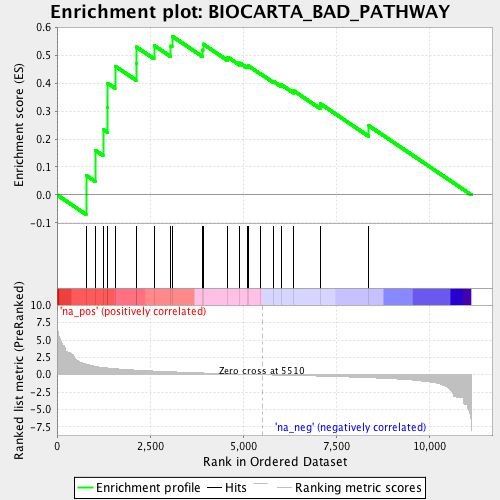 Enrichment plot: BIOCARTA_BAD_PATHWAY
Enrichment score (ES)
0.6
0.5
0.4
0.3
0.2
0.1
0.0
-0.1
Ranked list metric (PreRanked)
10.0
7.5
5.0
2.5
0.0
-2.5
-5.0
-7.5
'na_pos' (positively correlated)
Zero cross at 5510
'na_neg' (negatively correlated)
0
2,500
5,000
7,500
10,000
Rank in Ordered Dataset
Enrichment profile
Hits
Ranking metric scores